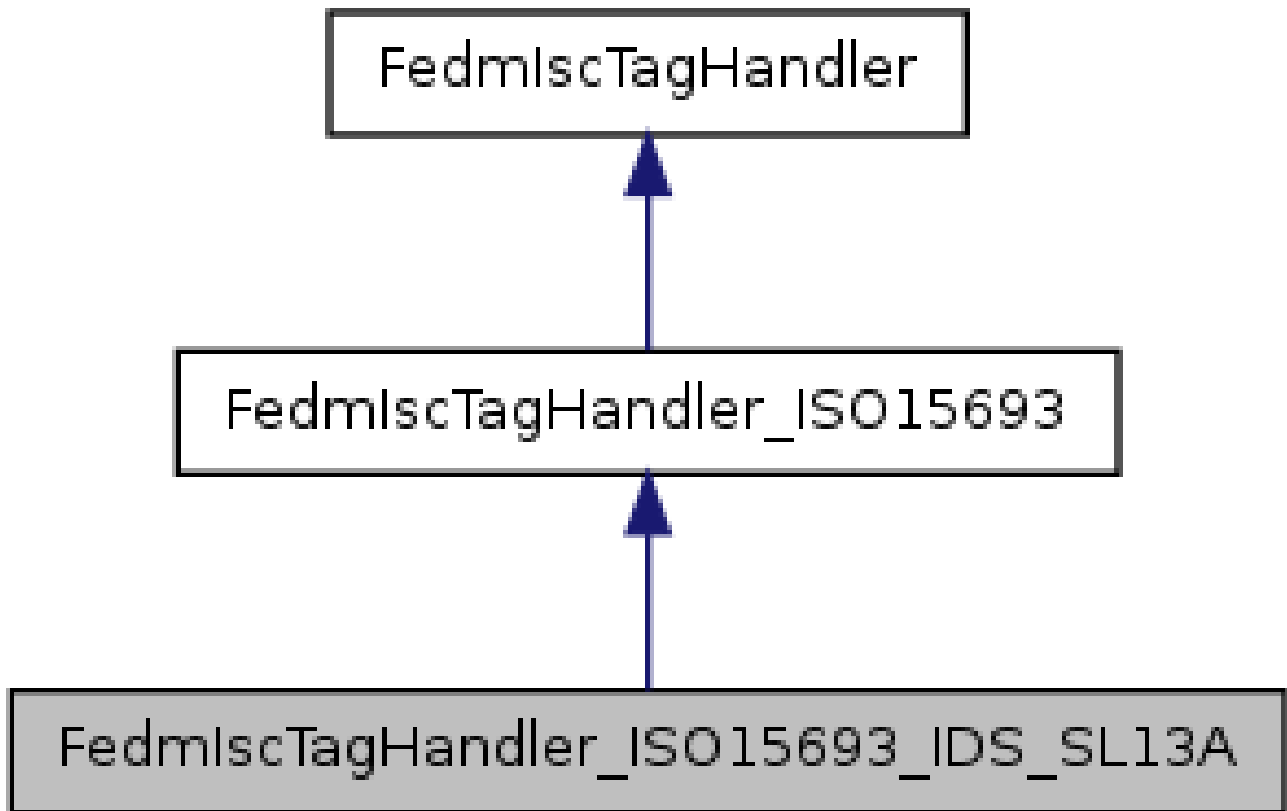 FedmIscTagHandler
FedmIscTagHandler_ISO15693
FedmIscTagHandler_ISO15693_IDS_SL13A